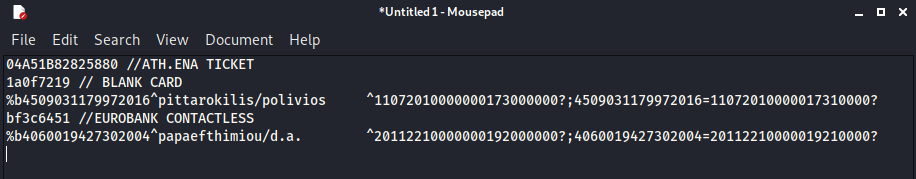 *Untitled 1 - Mousepad
File Edit Search View Document Help
04A51B82825880 //ATH.ENA TICKET
1a0f7219 // BLANK CARD
%b4509031179972016^pittarokilis/polivios     ^11072010000000173000000?;4509031179972016=11072010000017310000?
bf3c6451 //EUROBANK CONTACTLESS
%b4060019427302004^papaefthimiou/d.a.        ^20112210000000192000000?;4060019427302004=20112210000019210000?